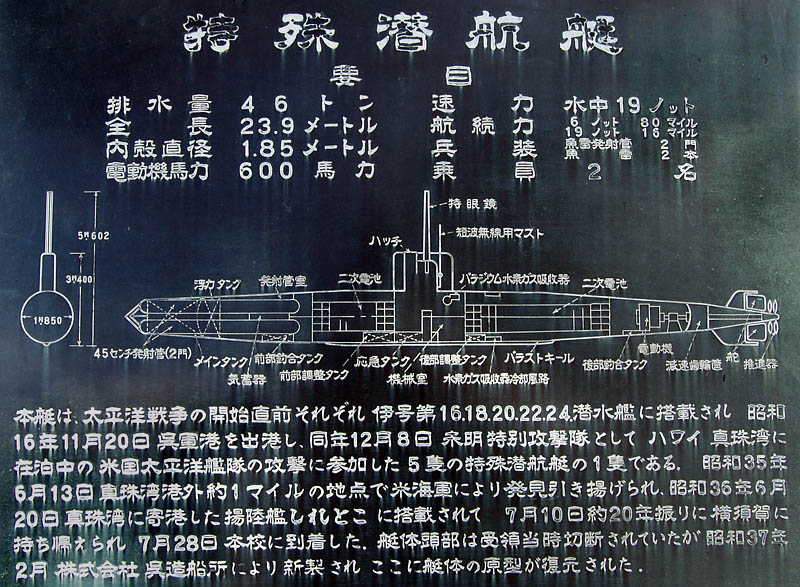 特殊潜航艇
要目
排水量 46トン 速力 水中19ノット
全長 23.9メートル 航続力 6ノット 80マイル
19ノット 15マイル
内殻直径 1.85メートル 兵装 魚雷発射管 2門
魚雷 2本
電動機馬力 600馬力 乗員 2名
特眼鏡
5M602
短波無線用マスト
ハッチ
3M400
浮力タンク 発射管室 二次電池 パラジウム水素ガス吸収器 二次電池
1M850
45センチ発射管(2門) メインタンク 前部釣合タンク 応急タンク 後部調整タンク バラストキール 後部釣合タンク 電動機 減速歯輪筐 舵 推進器
気蓄器 前部調整タンク 機械室 水素ガス吸収器冷却風路
本艇は、太平洋戦争の開始直前それぞれ 伊号第16.18.20.22.24.潜水艦に搭載され 昭和
16年11月20日 呉軍港を出港し、同年12月8日 未明 特別攻撃隊として ハワイ 真珠湾に
在泊中の 米国太平洋艦隊の攻撃に参加した 5隻の特殊潜航艇の1隻である. 昭和35年
6月13日 真珠湾港外約1マイルの地点で米海軍により発見引き揚げられ、昭和36年6月
20日 真珠湾に寄港した 揚陸艦しれとこ に搭載されて 7月10日約20年振りに 横須賀に
持ち帰えられ 7月28日 本校に到着した. 艇体頭部は受領当時切断されていたが 昭和37年
2月 株式会社 呉造船所により 新製され ここに艇体の原型が復元された.